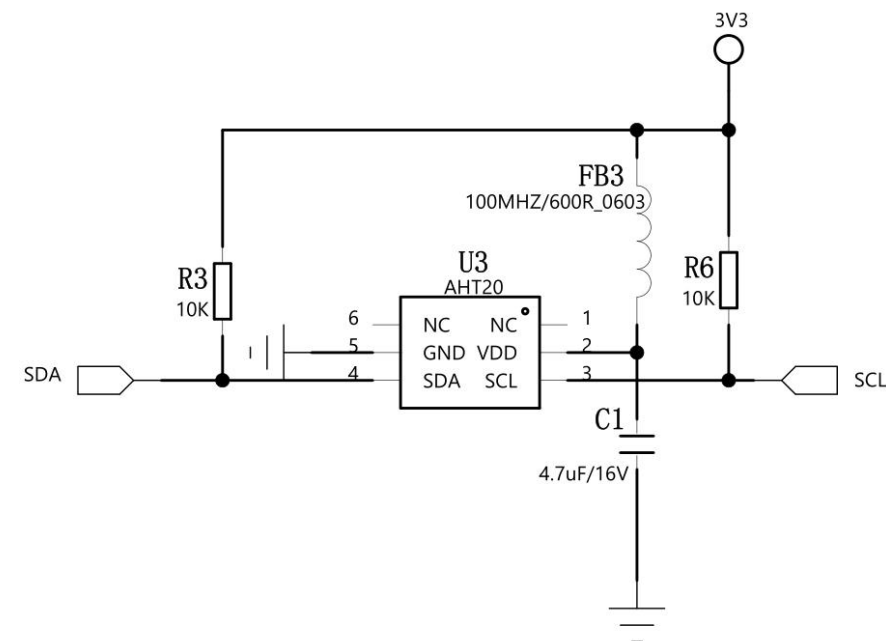 3V3
FB3
100MHZ/600R_0603
R3
10K
U3
AHT20
R6
10K
6 NC NC 1
5 GND VDD 2
4 SDA SCL 3
SDA
SCL
C1
4.7uF/16V